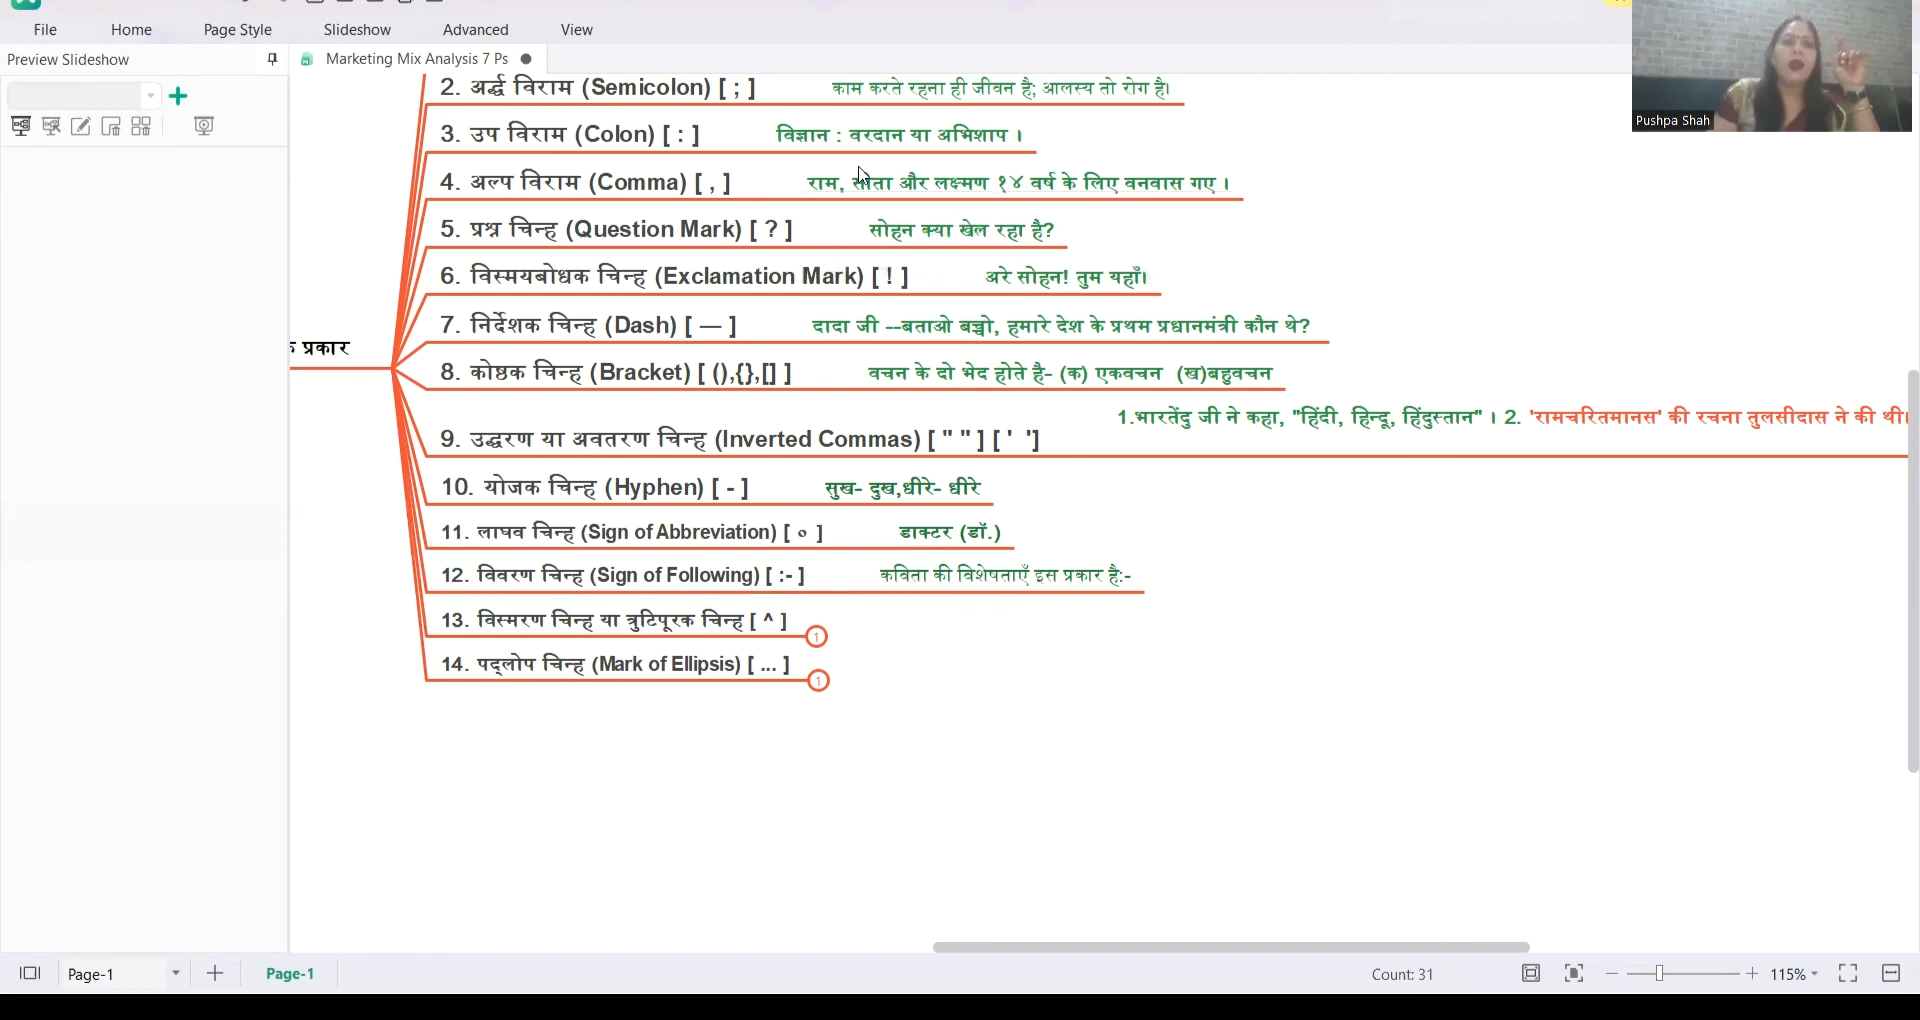 File Home Page Style Slideshow Advanced View
Preview Slideshow
Marketing Mix Analysis 7 Ps
Pushpa Shah
2. अर्द्ध विराम (Semicolon) [ ; ] काम करते रहना ही जीवन है; आलस्य तो रोग है।
3. उप विराम (Colon) [ : ] विज्ञान : वरदान या अभिशाप ।
4. अल्प विराम (Comma) [ , ] राम, सीता और लक्ष्मण १४ वर्ष के लिए वनवास गए ।
5. प्रश्न चिन्ह (Question Mark) [ ? ] सोहन क्या खेल रहा है?
6. विस्मयबोधक चिन्ह (Exclamation Mark) [ ! ] अरे सोहन! तुम यहाँ।
7. निर्देशक चिन्ह (Dash) [ — ] दादा जी --बताओ बच्चो, हमारे देश के प्रथम प्रधानमंत्री कौन थे?
प्रकार
8. कोष्ठक चिन्ह (Bracket) [ (),{},[] ] वचन के दो भेद होते है- (क) एकवचन (ख)बहुवचन
1.भारतेंदु जी ने कहा, "हिंदी, हिन्दू, हिंदुस्तान" । 2. 'रामचरितमानस' की रचना तुलसीदास ने की थी।
9. उद्धरण या अवतरण चिन्ह (Inverted Commas) [ " " ] [ ' ']
10. योजक चिन्ह (Hyphen) [ - ] सुख- दुख,धीरे- धीरे
11. लाघव चिन्ह (Sign of Abbreviation) [ ० ] डाक्टर (डॉ.)
12. विवरण चिन्ह (Sign of Following) [ :- ] कविता की विशेषताएँ इस प्रकार है:-
13. विस्मरण चिन्ह या त्रुटिपूरक चिन्ह [ ^ ] 1
14. पद्लोप चिन्ह (Mark of Ellipsis) [ ... ] 1
Page-1 Page-1 Count: 31 115%